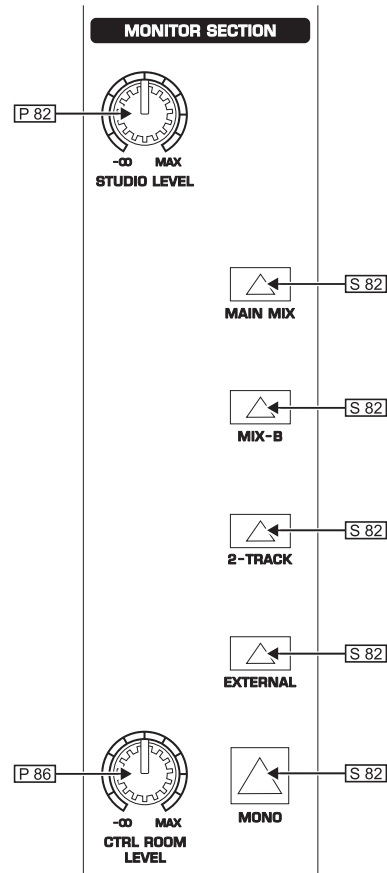 MONITOR SECTION
P 82
-∞ MAX
STUDIO LEVEL
S 82
MAIN MIX
S 82
MIX-B
S 82
2-TRACK
S 82
EXTERNAL
P 86
S 82
-∞ MAX
MONO
CTRL ROOM
LEVEL